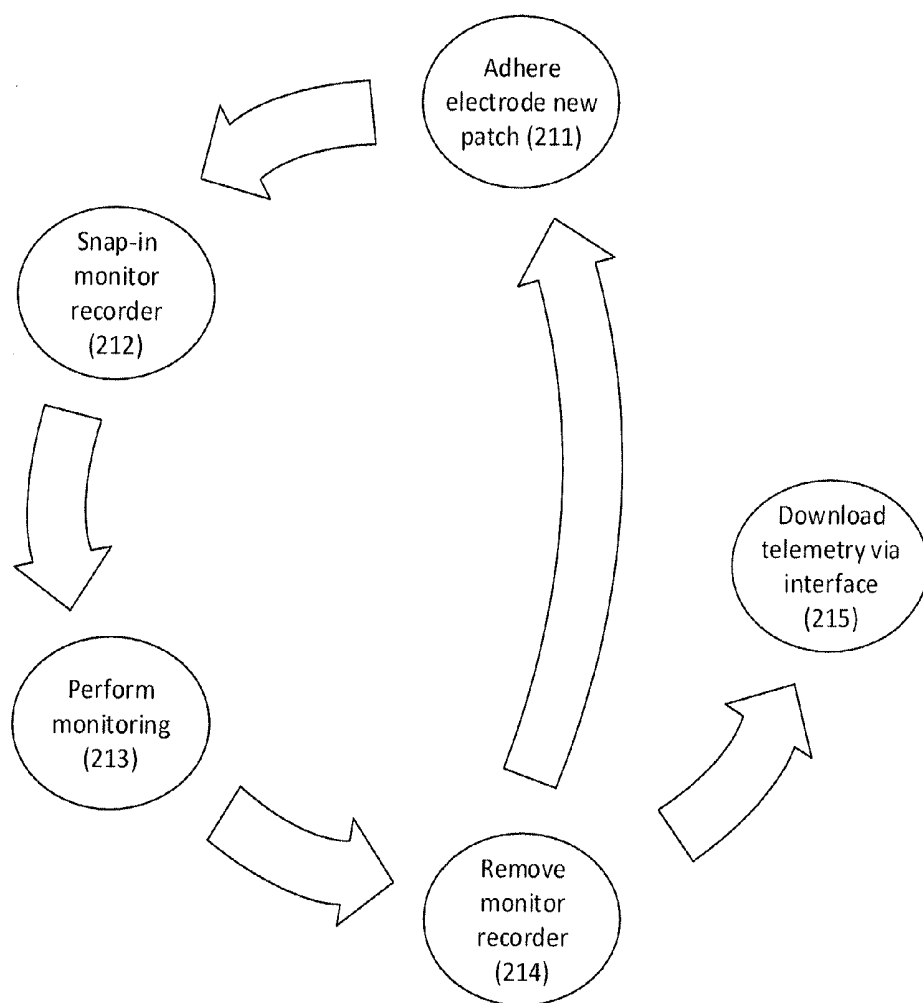 Adhere
electrode new
patch (211)
Snap-in
monitor
recorder
(212)
Perform
monitoring
(213)
Remove
monitor
recorder
(214)
Download
telemetry via
interface
(215)